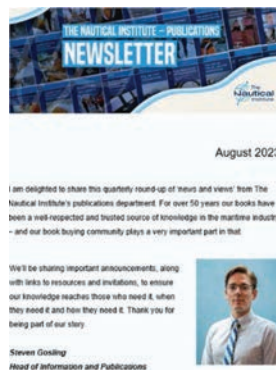 THE NAUTICAL INSTITUTE – PUBLICATIONS
NEWSLETTER
The
Nautical
Institute
August 2023
I am delighted to share this quarterly round-up of 'news and views' from The
Nautical Institute's publications department. For over 50 years our books have
been a well-respected and trusted source of knowledge in the maritime industr
– and our book buying community plays a very important part in that.
We'll be sharing important announcements, along
with links to resources and invitations, to ensure
our knowledge reaches those who need it, when
they need it and how they need it. Thank you for
being part of our story.
Steven Gosling
Head of Information and Publications